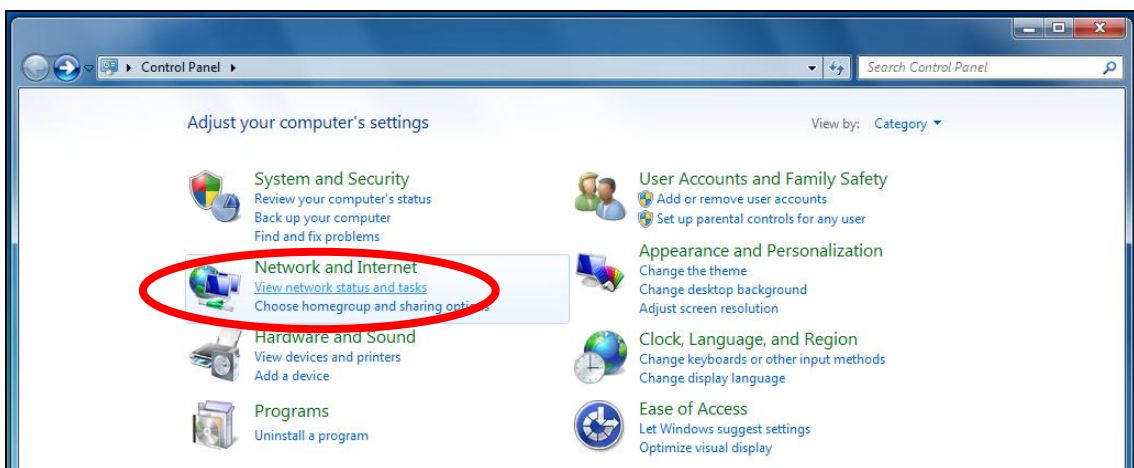 Control Panel
Search Control Panel
Adjust your computer's settings
View by: Category
System and Security
Review your computer's status
Back up your computer
Find and fix problems
Network and Internet
View network status and tasks
Choose homegroup and sharing options
Hardware and Sound
View devices and printers
Add a device
Programs
Uninstall a program
User Accounts and Family Safety
Add or remove user accounts
Set up parental controls for any user
Appearance and Personalization
Change the theme
Change desktop background
Adjust screen resolution
Clock, Language, and Region
Change keyboards or other input methods
Change display language
Ease of Access
Let Windows suggest settings
Optimize visual display